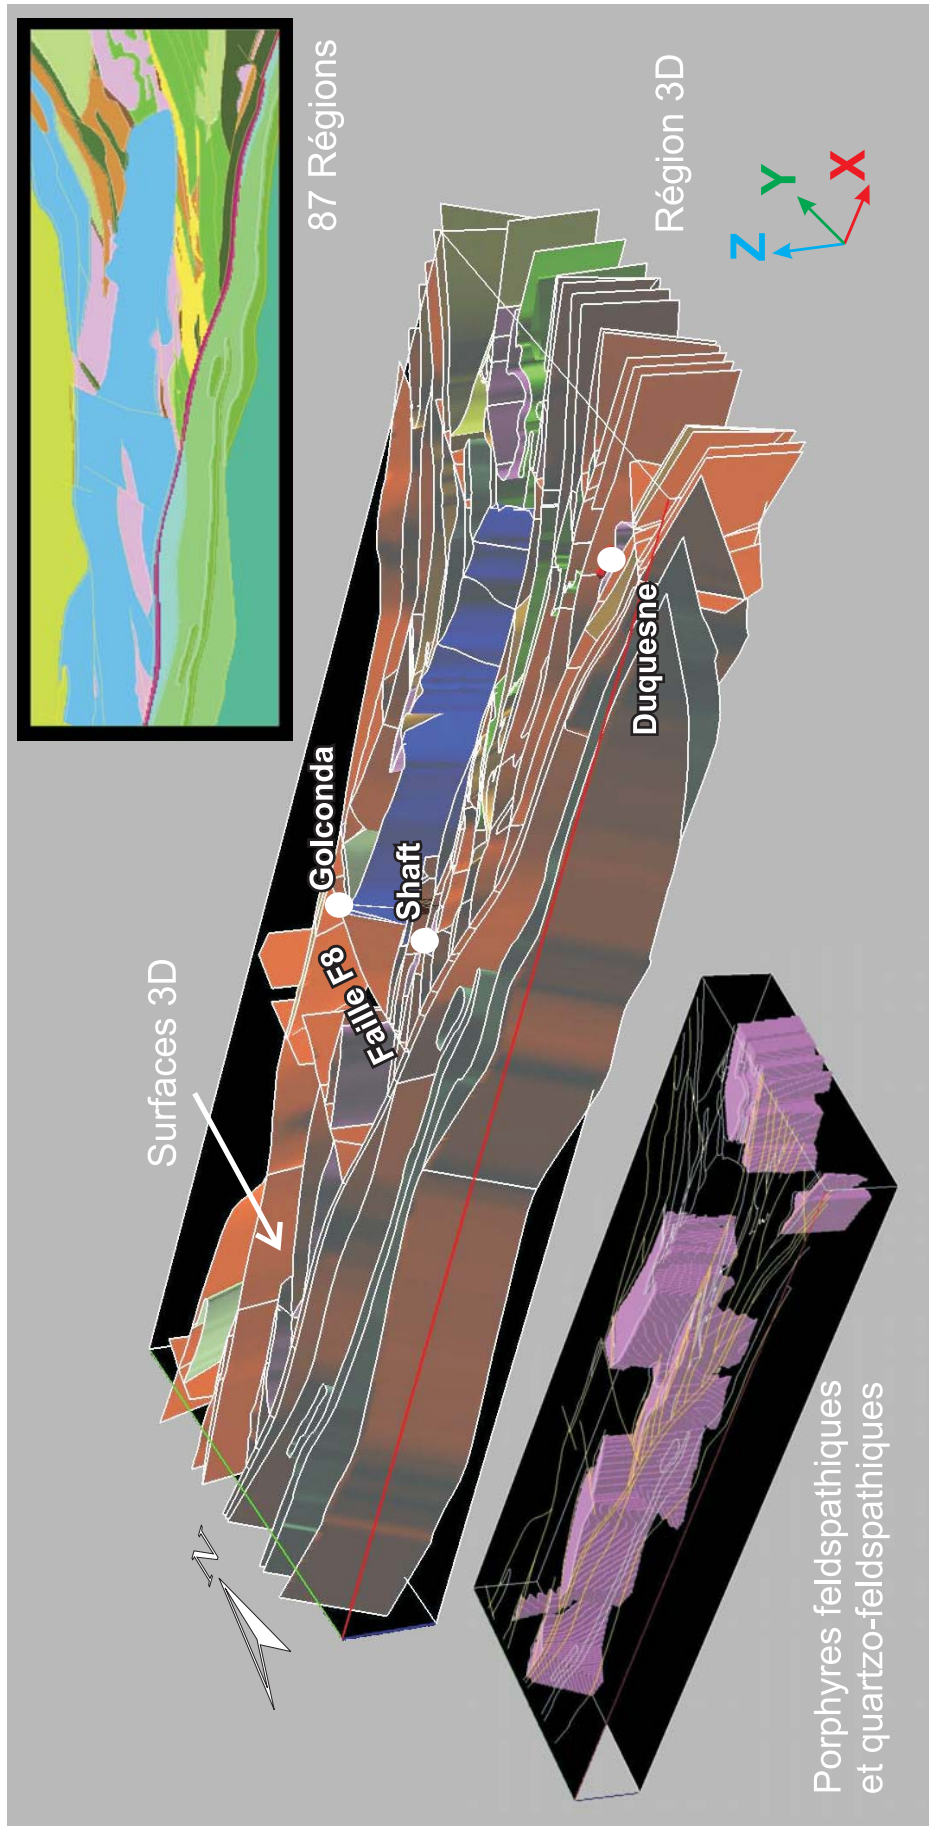 87 Régions
Région 3D
Surfaces 3D
Golconda
Shaft
Faille F8
Duquesne
N
Z
Y
X
Porphyres feldspathiques
et quartzo-feldspathiques